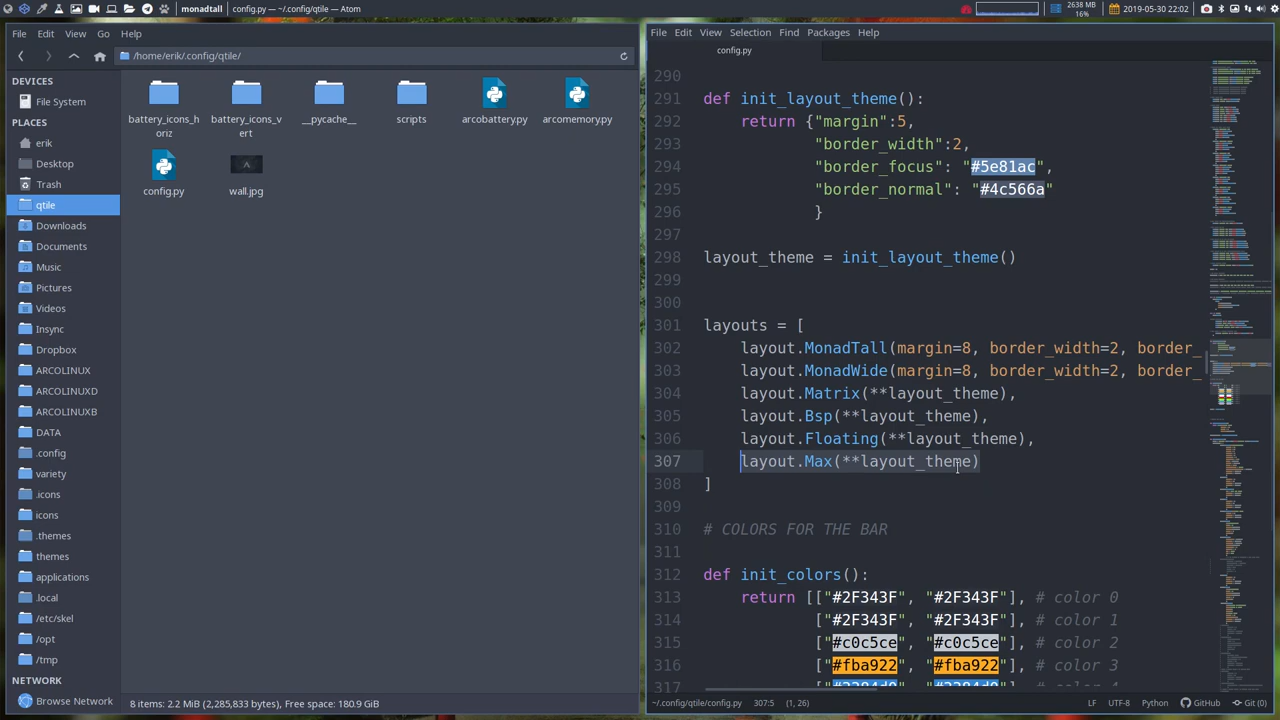 monadtall config.py — ~/.config/qtile — Atom
2638 MB
16%
2019-05-30 22:02
File Edit View Go Help
/home/erik/.config/qtile/
DEVICES
File System
PLACES
erik
Desktop
Trash
qtile
Downloads
Documents
Music
Pictures
Videos
Insync
Dropbox
ARCOLINUX
ARCOLINUXD
ARCOLINUXB
DATA
.config
variety
.icons
icons
.themes
themes
applications
.local
/etc/skel
/opt
/tmp
NETWORK
Browse Network
battery_icons_horiz
battery_icons_vert
__pycache__
scripts
arcobattery.py
arcomemory.py
config.py
wall.jpg
8 items: 2.2 MiB (2,285,833 bytes), Free space: 180.9 GiB
File Edit View Selection Find Packages Help
config.py
290
291 def init_layout_theme():
292 return {"margin":5,
293 "border_width":2,
294 "border_focus": "#5e81ac",
295 "border_normal": "#4c566a"
296 }
297
298 layout_theme = init_layout_theme()
299
300
301 layouts = [
302 layout.MonadTall(margin=8, border_width=2, border_
303 layout.MonadWide(margin=8, border_width=2, border_
304 layout.Matrix(**layout_theme),
305 layout.Bsp(**layout_theme),
306 layout.Floating(**layout_theme),
307 layout.Max(**layout_theme)
308 ]
309
310 # COLORS FOR THE BAR
311
312 def init_colors():
313 return [["#2F343F", "#2F343F"], # color 0
314 ["#2F343F", "#2F343F"], # color 1
315 ["#c0c5ce", "#c0c5ce"], # color 2
316 ["#fba922", "#fba922"], # color 3
317
~/.config/qtile/config.py 307:5 (1, 26)
LF UTF-8 Python GitHub Git (0)